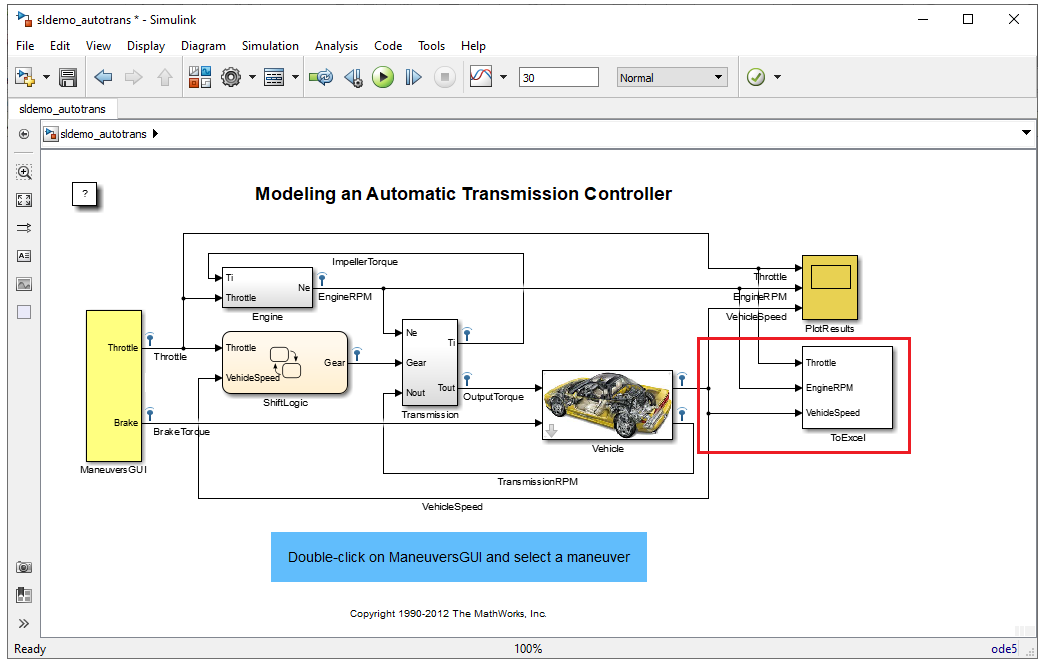 sldemo_autotrans * - Simulink
File Edit View Display Diagram Simulation Analysis Code Tools Help
30 Normal
sldemo_autotrans
sldemo_autotrans
?
Modeling an Automatic Transmission Controller
ImpellerTorque
Ti
Throttle
Ne
EngineRPM
Engine
Throttle
EngineRPM
VehicleSpeed
PlotResults
Throttle
Brake
Throttle
BrakeTorque
ManeuversGUI
Throttle
VehicleSpeed
Gear
ShiftLogic
Ne
Gear
Nout
Ti
Tout
OutputTorque
Transmission
Vehicle
Throttle
EngineRPM
VehicleSpeed
ToExcel
TransmissionRPM
VehicleSpeed
Double-click on ManeuversGUI and select a maneuver
Copyright 1990-2012 The MathWorks, Inc.
Ready 100% ode5